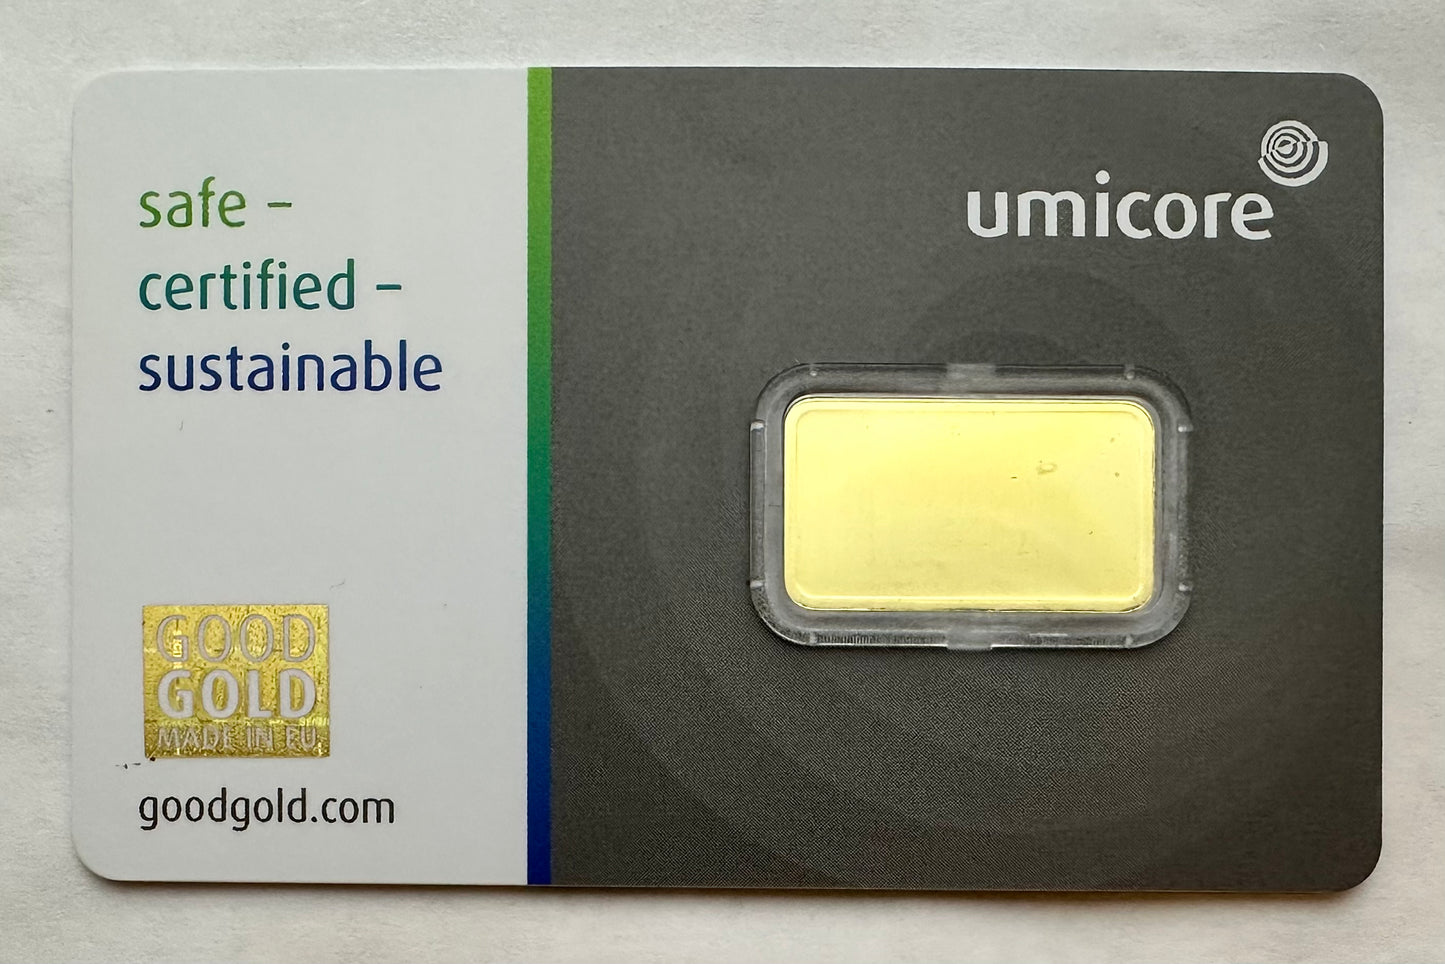 safe –
certified –
sustainable
umicore
GOOD
GOLD
MADE IN EU
goodgold.com